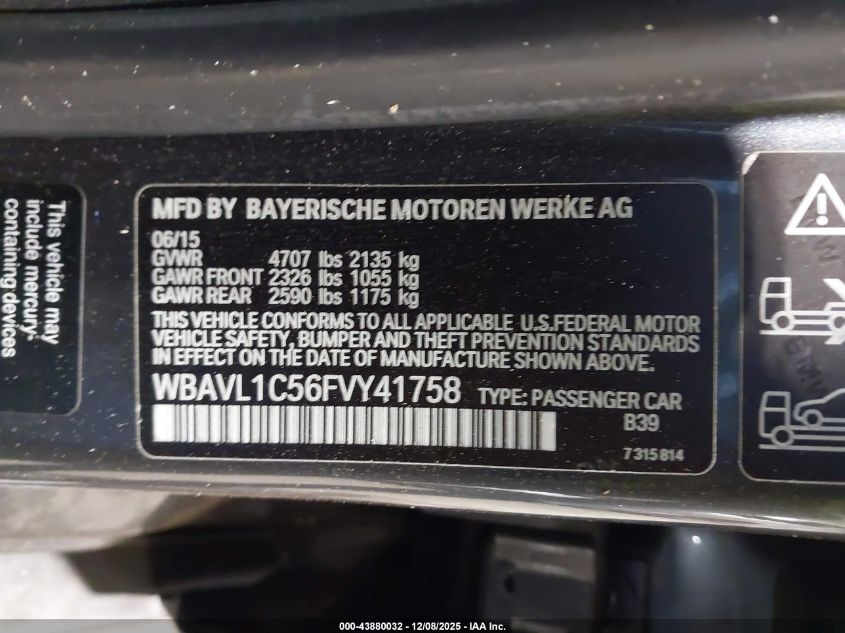 This vehicle may
include mercury
containing devices
MFD BY BAYERISCHE MOTOREN WERKE AG
06/15
GVWR 4707 lbs 2135 kg
GAWR FRONT 2326 lbs 1055 kg
GAWR REAR 2590 lbs 1175 kg
THIS VEHICLE CONFORMS TO ALL APPLICABLE U.S.FEDERAL MOTOR
VEHICLE SAFETY, BUMPER AND THEFT PREVENTION STANDARDS
IN EFFECT ON THE DATE OF MANUFACTURE SHOWN ABOVE.
WBAVL1C56FVY41758 TYPE: PASSENGER CAR
B39
7315814
000-43880032 - 12/08/2025 - IAA Inc.